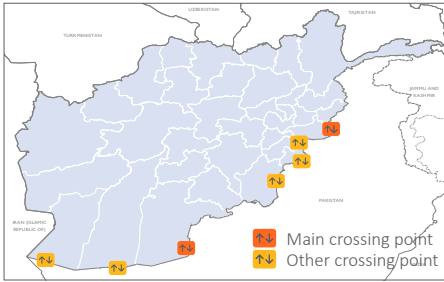 UZBEKISTAN
TAJIKISTAN
TURKMENISTAN
JAMMU AND
KASHMIR
PAKISTAN
IRAN (ISLAMIC
REPUBLIC OF)
Main crossing point
Other crossing point